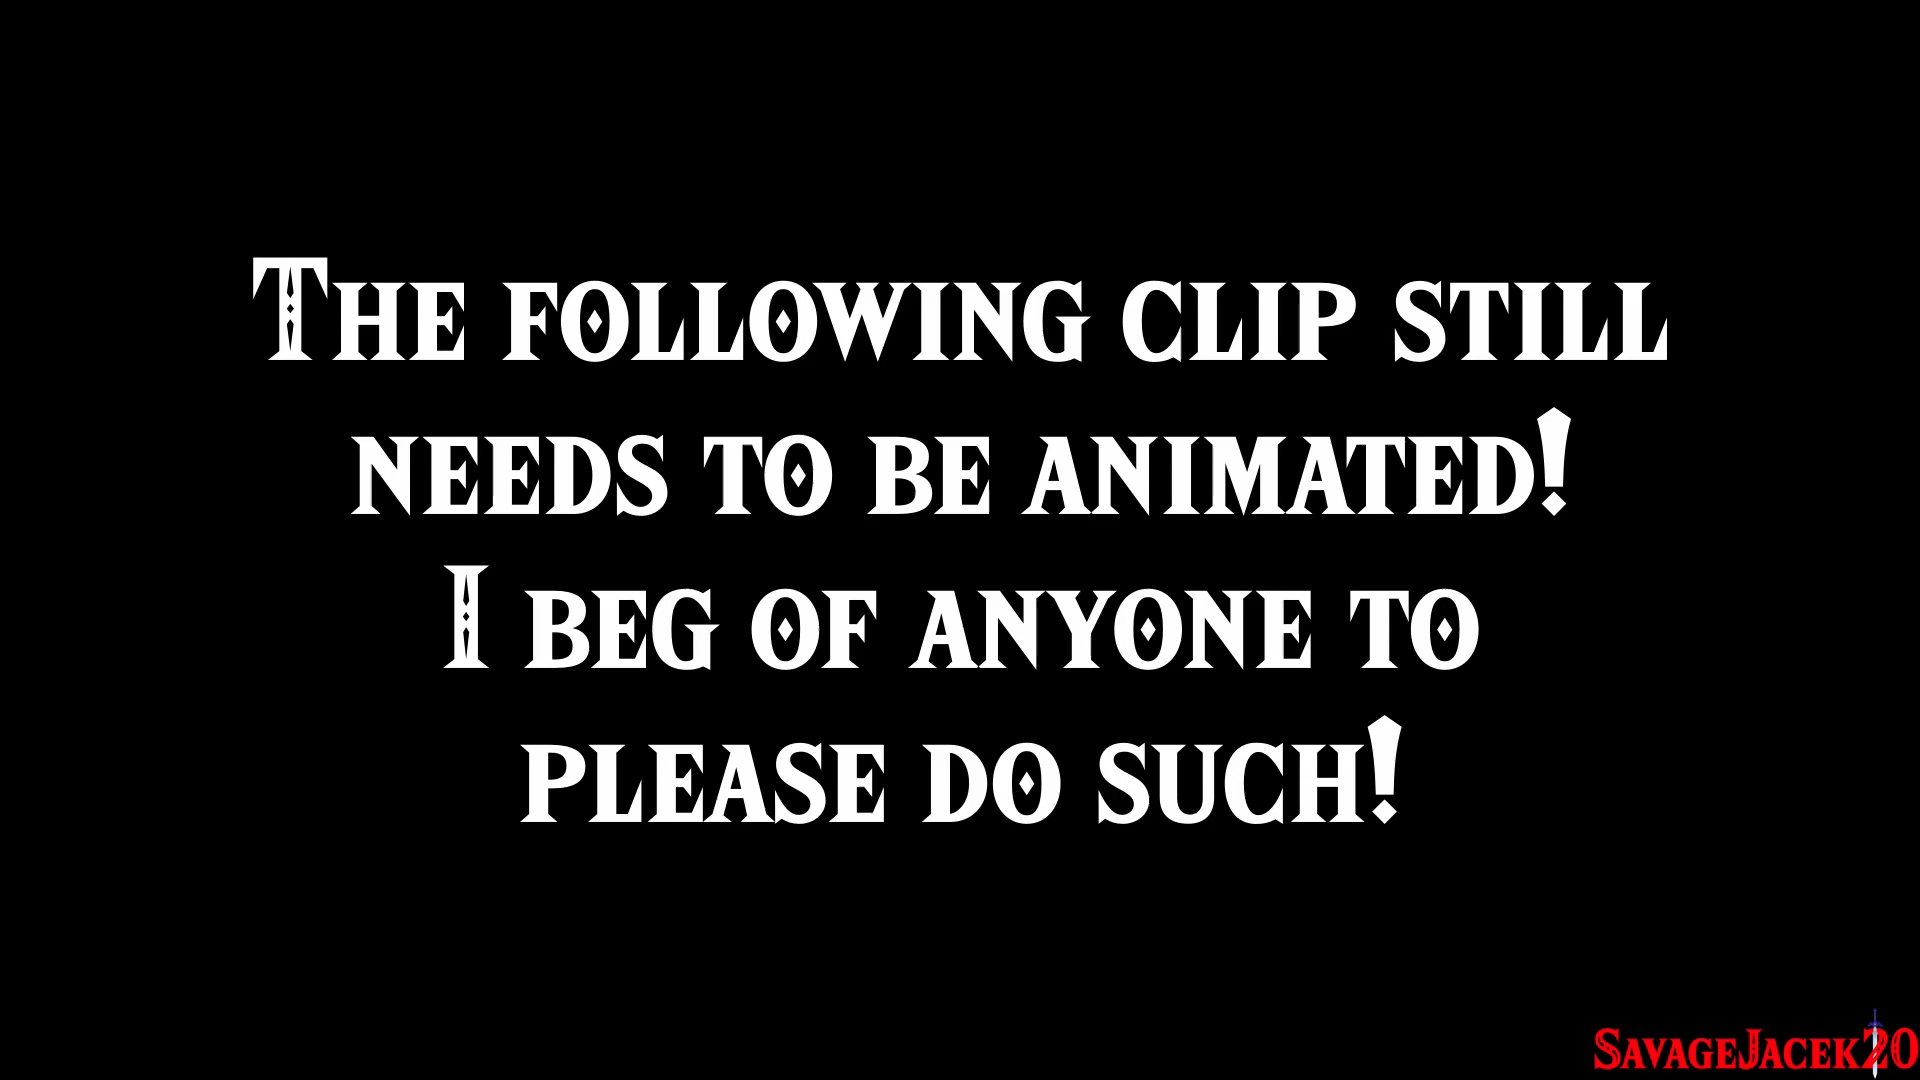 The following clip still
needs to be animated!
I beg of anyone to
please do such!
SavageJacek20